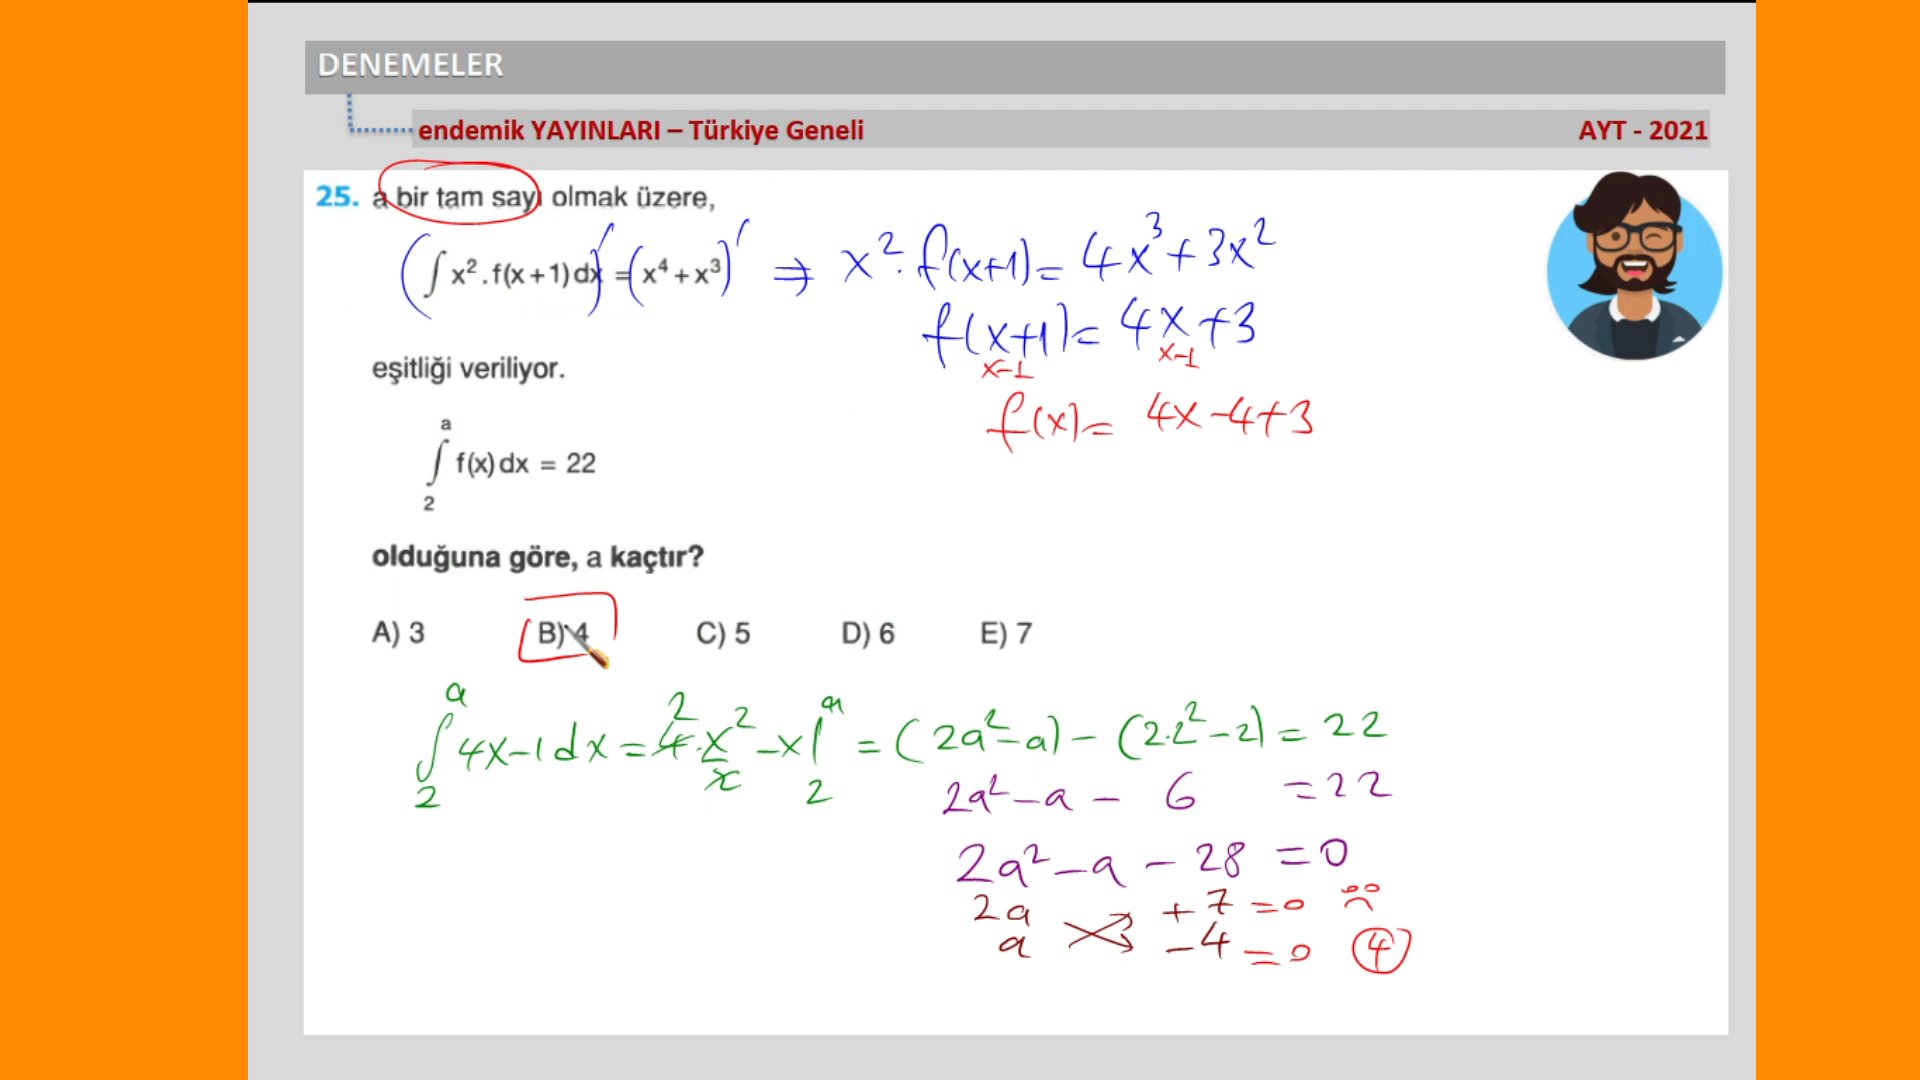 DENEMELER
endemik YAYINLARI – Türkiye Geneli AYT - 2021
25. a bir tam sayı olmak üzere,
(∫ x² . f(x + 1) dx)' = (x⁴ + x³)' ⇒ x² . f(x+1) = 4x³ + 3x²
f(x+1) = 4x + 3
x-1 x-1
f(x) = 4x - 4 + 3
eşitliği veriliyor.
a
∫ f(x) dx = 22
2
olduğuna göre, a kaçtır?
A) 3 B) 4 C) 5 D) 6 E) 7
a 2 a
∫ 4x - 1 dx = 4 . x²/2 - x | = (2a² - a) - (2.2² - 2) = 22
2 2
2a² - a - 6 = 22
2a² - a - 28 = 0
2a + 7 = 0
a - 4 = 0 4